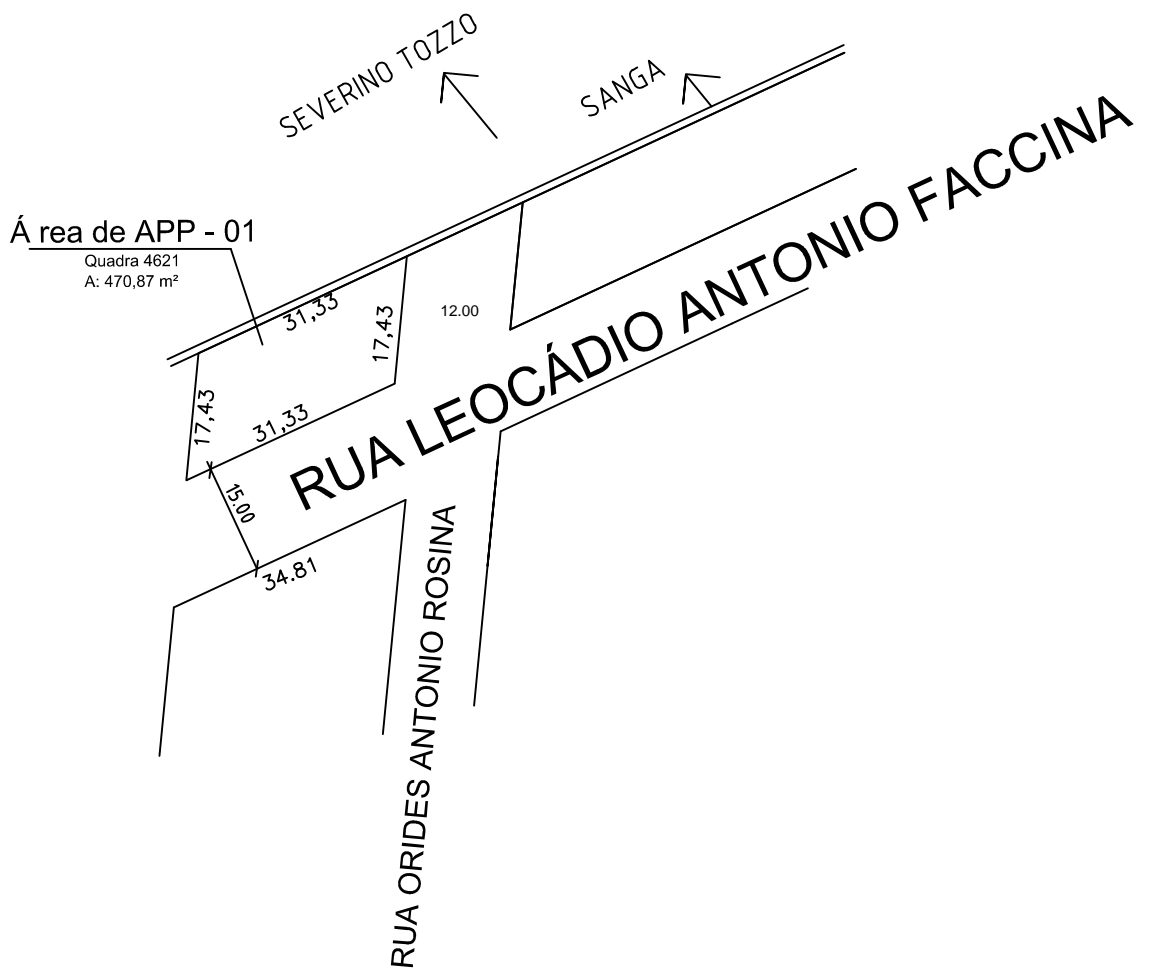 SEVERINO TOZZO
SANGA
RUA LEOCÁDIO ANTONIO FACCINA
Á rea de APP - 01
Quadra 4621
A: 470,87 m²
31,33
17,43
12.00
17,43
31,33
15.00
34.81
RUA ORIDES ANTONIO ROSINA